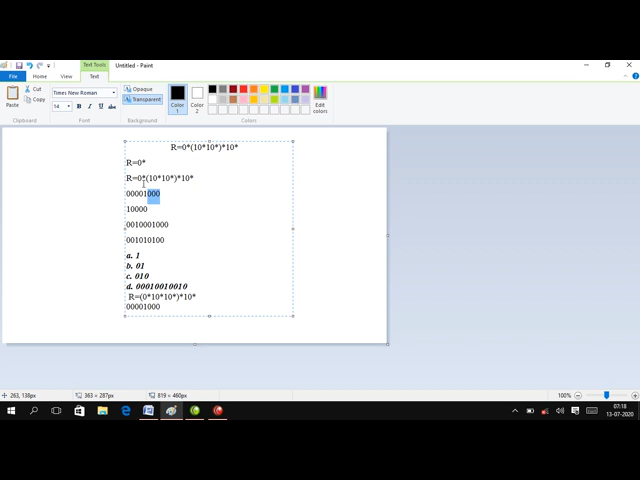 Text Tools
Untitled - Paint
File
Home
View
Text
Paste
Cut
Copy
Clipboard
Times New Roman
14
B I U abc
Font
Opaque
Transparent
Background
Color 1
Color 2
Edit colors
Colors
R=0*(10*10*)*10*
R=0*
R=0*(10*10*)*10*
00001000
10000
0010001000
001010100
a. 1
b. 01
c. 010
d. 00010010010
R=(0*10*10*)*10*
00001000
263, 138px
363 × 287px
819 × 460px
100%
07:18
13-07-2020